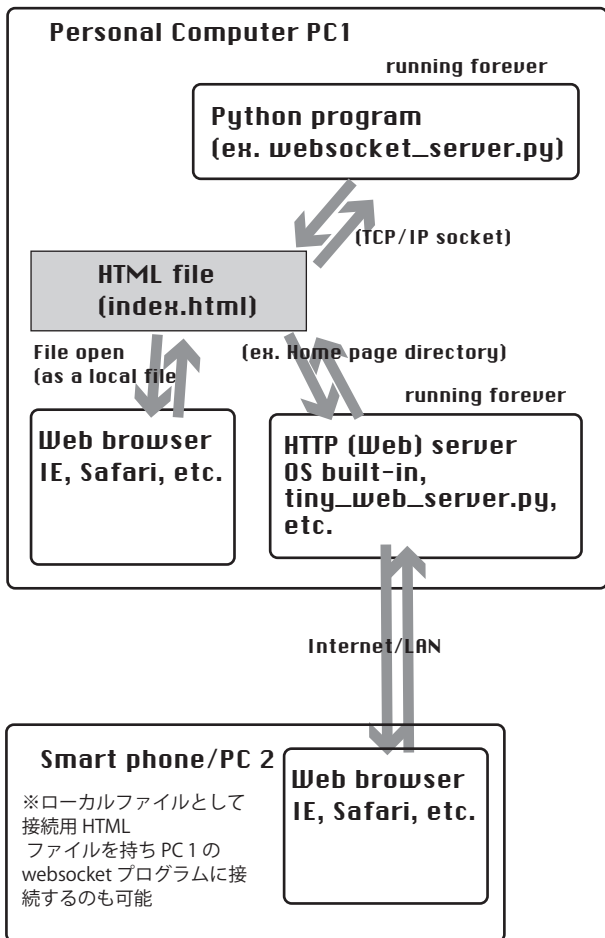 Personal Computer PC1
running forever
Python program
(ex. websocket_server.py)
(TCP/IP socket)
HTML file
(index.html)
File open
(as a local file
(ex. Home page directory)
running forever
Web browser
IE, Safari, etc.
HTTP (Web) server
OS built-in,
tiny_web_server.py,
etc.
Internet/LAN
Smart phone/PC 2
※ローカルファイルとして
接続用 HTML
ファイルを持ち PC 1 の
websocket プログラムに接
続するのも可能
Web browser
IE, Safari, etc.